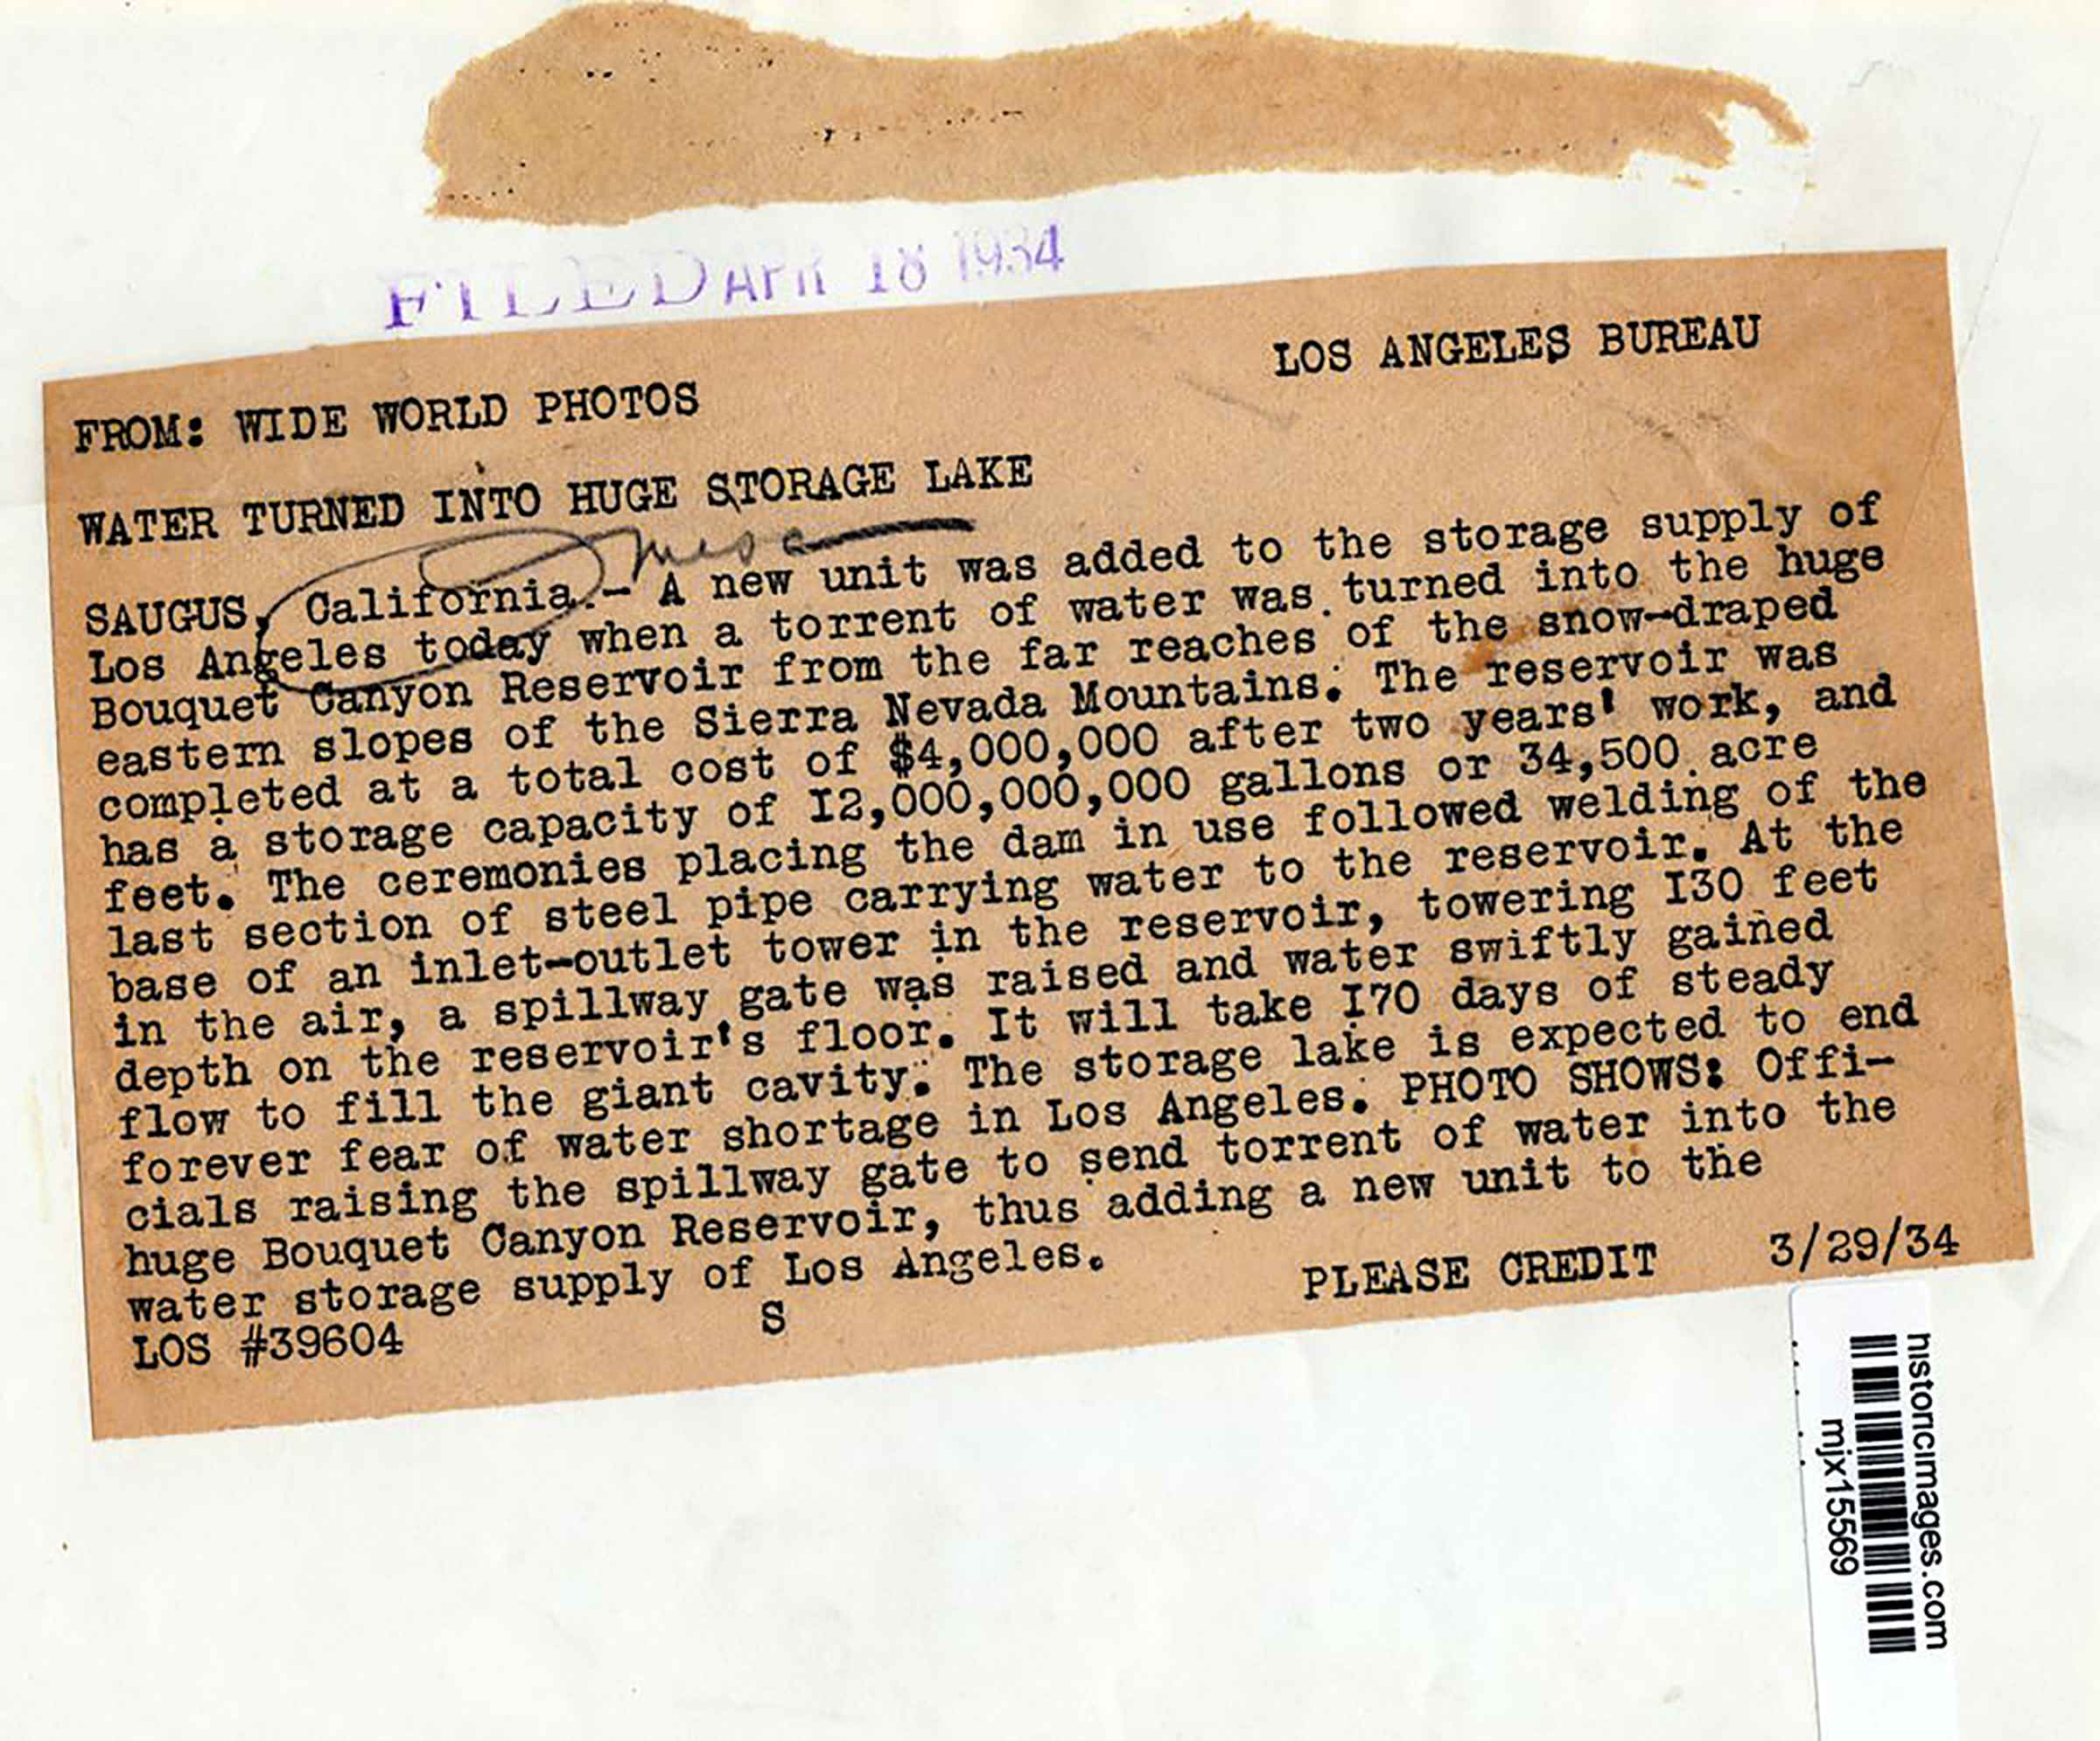 FILED APR 18 1934
FROM: WIDE WORLD PHOTOS LOS ANGELES BUREAU
WATER TURNED INTO HUGE STORAGE LAKE
misc
SAUGUS, California.- A new unit was added to the storage supply of
Los Angeles today when a torrent of water was turned into the huge
Bouquet Canyon Reservoir from the far reaches of the snow-draped
eastern slopes of the Sierra Nevada Mountains. The reservoir was
completed at a total cost of $4,000,000 after two years' work, and
has a storage capacity of I2,000,000,000 gallons or 34,500 acre
feet. The ceremonies placing the dam in use followed welding of the
last section of steel pipe carrying water to the reservoir. At the
base of an inlet-outlet tower in the reservoir, towering I30 feet
in the air, a spillway gate was raised and water swiftly gained
depth on the reservoir's floor. It will take I70 days of steady
flow to fill the giant cavity. The storage lake is expected to end
forever fear of water shortage in Los Angeles. PHOTO SHOWS: Offi-
cials raising the spillway gate to send torrent of water into the
huge Bouquet Canyon Reservoir, thus adding a new unit to the
water storage supply of Los Angeles.
LOS #39604 S PLEASE CREDIT 3/29/34
historicimages.com
mjx15569